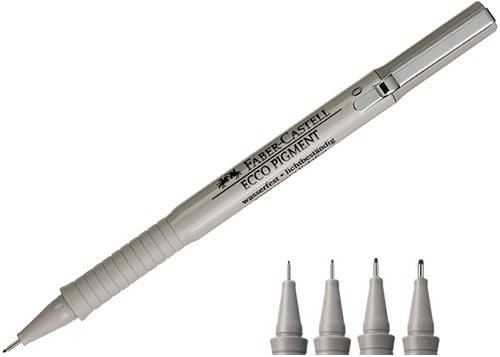 FABER-CASTELL
ECCO PIGMENT
wasserfest • lichtbeständig